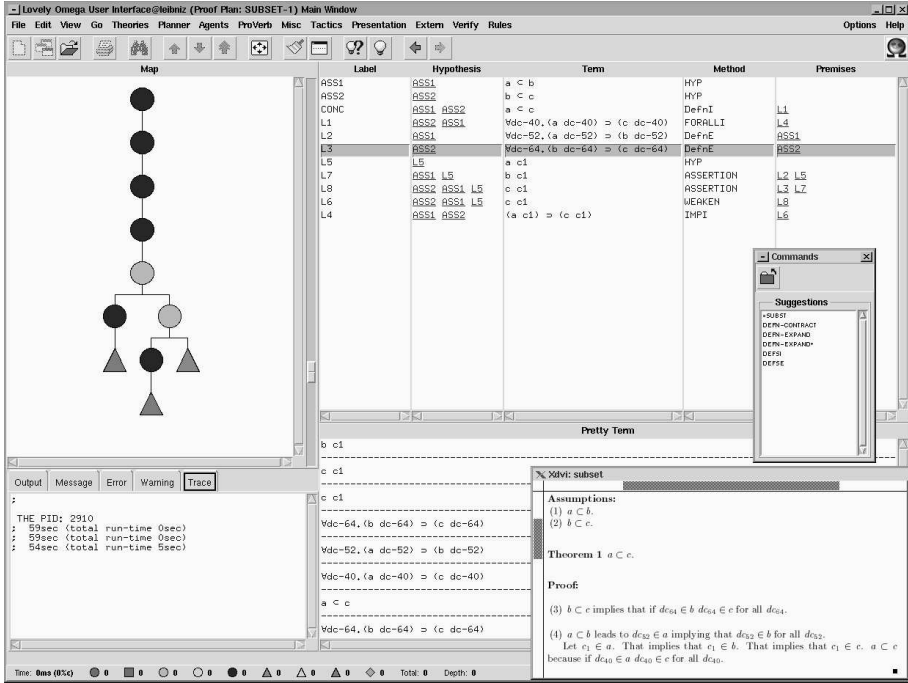 Lovely Omega User Interface@leibniz (Proof Plan: SUBSET-1) Main Window
File Edit View Go Theories Planner Agents ProVerb Misc Tactics Presentation Extern Verify Rules Options Help
Map
Label Hypothesis Term Method Premises
ASS1 ASS1 a ⊂ b HYP
ASS2 ASS2 b ⊂ c HYP
CONC ASS1 ASS2 a ⊂ c DefnI L1
L1 ASS2 ASS1 ∀dc-40.(a dc-40) ⊃ (c dc-40) FORALLI L4
L2 ASS1 ∀dc-52.(a dc-52) ⊃ (b dc-52) DefnE ASS1
L3 ASS2 ∀dc-64.(b dc-64) ⊃ (c dc-64) DefnE ASS2
L5 L5 a c1 HYP
L7 ASS1 L5 b c1 ASSERTION L2 L5
L8 ASS2 ASS1 L5 c c1 ASSERTION L3 L7
L6 ASS2 ASS1 L5 c c1 WEAKEN L8
L4 ASS1 ASS2 (a c1) ⊃ (c c1) IMPI L6
Commands
Suggestions
=SUBST
DEFN-CONTRACT
DEFN-EXPAND
DEFN-EXPAND*
DEFSI
DEFSE
Pretty Term
b c1
c c1
c c1
∀dc-64.(b dc-64) ⊃ (c dc-64)
∀dc-52.(a dc-52) ⊃ (b dc-52)
∀dc-40.(a dc-40) ⊃ (c dc-40)
a ⊂ c
∀dc-64.(b dc-64) ⊃ (c dc-64)
Output Message Error Warning Trace
;
THE PID: 2910
; 59sec (total run-time 0sec)
; 59sec (total run-time 0sec)
; 54sec (total run-time 5sec)
Xdvi: subset
Assumptions:
(1) a ⊂ b.
(2) b ⊂ c.
Theorem 1 a ⊂ c.
Proof:
(3) b ⊂ c implies that if dc₆₄ ∈ b dc₆₄ ∈ c for all dc₆₄.
(4) a ⊂ b leads to dc₅₂ ∈ a implying that dc₅₂ ∈ b for all dc₅₂.
Let c₁ ∈ a. That implies that c₁ ∈ b. That implies that c₁ ∈ c. a ⊂ c
because if dc₄₀ ∈ a dc₄₀ ∈ c for all dc₄₀.
Time: 0ms (0%c) 0 0 0 0 0 0 0 0 0 Total: 0 Depth: 0